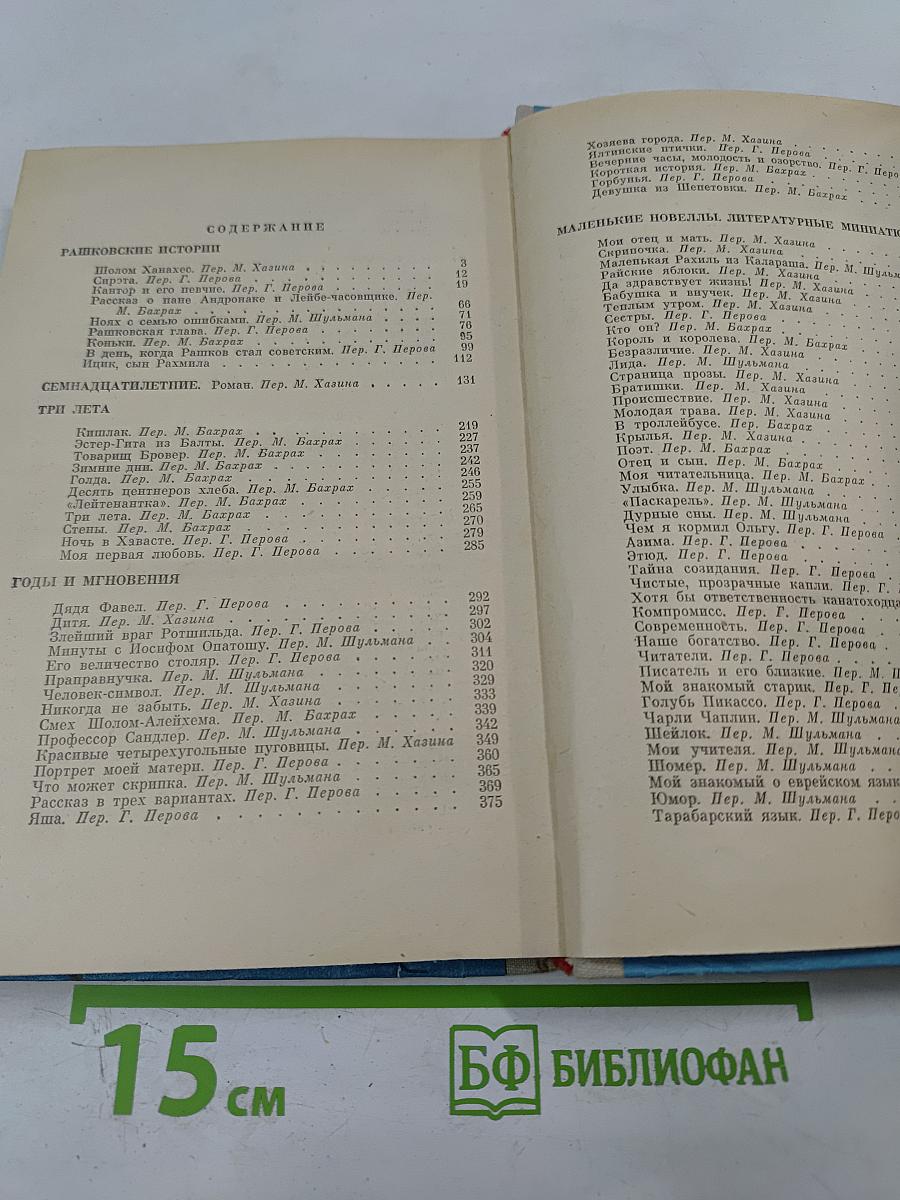 СОДЕРЖАНИЕ
РАШКОВСКИЕ ИСТОРИИ
Шолом Ханахес. Пер. М. Хазина . . . . . . . . . . 3
Сирэта. Пер. Г. Перова . . . . . . . . . . 12
Кантор и его певчие. Пер. Г. Перова . . . . . . . . 19
Рассказ о пане Андронаке и Лейбе-часовщике. Пер.
М. Бахрах . . . . . . . . . . 66
Ноях с семью ошибками. Пер. М. Шульмана . . . . . 71
Рашковская глава. Пер. Г. Перова . . . . . . . 76
Коньки. Пер. М. Бахрах . . . . . . . . . . 95
В день, когда Рашков стал советским. Пер. Г. Перова 99
Ицик, сын Рахмила . . . . . . . . . . 112
СЕМНАДЦАТИЛЕТНИЕ. Роман. Пер. М. Хазина . . . . . 131
ТРИ ЛЕТА
Кишлак. Пер. М. Бахрах . . . . . . . . . . 219
Эстер-Гита из Балты. Пер. М. Бахрах . . . . . . 227
Товарищ Бровер. Пер. М. Бахрах . . . . . . . 237
Зимние дни. Пер. М. Бахрах . . . . . . . . . 242
Голда. Пер. М. Бахрах . . . . . . . . . . 246
Десять центнеров хлеба. Пер. М. Бахрах . . . . . 255
«Лейтенантка». Пер. М. Бахрах . . . . . . . . 259
Три лета. Пер. М. Бахрах . . . . . . . . . 265
Стены. Пер. М. Бахрах . . . . . . . . . . 270
Ночь в Хавасте. Пер. Г. Перова . . . . . . . . 279
Моя первая любовь. Пер. Г. Перова . . . . . . . 285
ГОДЫ И МГНОВЕНИЯ
Дядя Фавел. Пер. Г. Перова . . . . . . . . . 292
Дитя. Пер. М. Хазина . . . . . . . . . . 297
Злейший враг Ротшильда. Пер. Г. Перова . . . . . 302
Минуты с Иосифом Опатошу. Пер. М. Шульмана . . 304
Его величество столяр. Пер. Г. Перова . . . . . 311
Праправнучка. Пер. М. Шульмана . . . . . . . 320
Человек-символ. Пер. М. Шульмана . . . . . . . 329
Никогда не забыть. Пер. М. Хазина . . . . . . 333
Смех Шолом-Алейхема. Пер. М. Бахрах . . . . . 339
Профессор Сандлер. Пер. М. Шульмана . . . . . 342
Красивые четырехугольные пуговицы. Пер. М. Хазина 349
Портрет моей матери. Пер. Г. Перова . . . . . . 360
Что может скрипка. Пер. М. Шульмана . . . . . 365
Рассказ в трех вариантах. Пер. Г. Перова . . . . . 369
Яша. Пер. Г. Перова . . . . . . . . . . 375
Хозяева города. Пер. М. Хазина
Ялтинские птички. Пер. Г. Перова
Вечерние часы, молодость и озорство. Пер. Г. Перо
Короткая история. Пер. М. Бахрах
Горбунья. Пер. Г. Перова
Девушка из Шепетовки. Пер. М. Бахрах
МАЛЕНЬКИЕ НОВЕЛЛЫ. ЛИТЕРАТУРНЫЕ МИНИАТЮ
Мои отец и мать. Пер. М. Хазина
Скрипочка. Пер. М. Хазина
Маленькая Рахиль из Калараша. Пер. М. Шульм
Райские яблоки. Пер. М. Хазина
Да здравствует жизнь! Пер. М. Хазина
Бабушка и внучек. Пер. М. Хазина
Теплым утром. Пер. М. Хазина
Сестры. Пер. Г. Перова
Кто он? Пер. М. Бахрах
Король и королева. Пер. М. Бахрах
Безразличие. Пер. М. Хазина
Лида. Пер. М. Шульмана
Страница прозы. Пер. М. Хазина
Братишки. Пер. М. Хазина
Происшествие. Пер. М. Хазина
Молодая трава. Пер. М. Хазина
В троллейбусе. Пер. Бахрах
Крылья. Пер. М. Хазина
Поэт. Пер. М. Бахрах
Отец и сын. Пер. М. Бахрах
Моя читательница. Пер. М. Бахрах
Улыбка. Пер. М. Шульмана
«Паскарель». Пер. М. Шульмана
Дурные сны. Пер. М. Шульмана
Чем я кормил Ольгу. Пер. Г. Перова
Азима. Пер. Г. Перова
Этюд. Пер. Г. Перова
Тайна созидания. Пер. Г. Перова
Чистые, прозрачные капли. Пер. Г.
Хотя бы ответственность канатоходца
Компромисс. Пер. Г. Перова
Современность. Пер. Г. Перова
Наше богатство. Пер. Г. Перова
Читатели. Пер. Г. Перова
Писатель и его близкие. Пер. М. Ш
Мой знакомый старик. Пер. Г. Пе
Голубь Пикассо. Пер. Г. Перова
Чарли Чаплин. Пер. М. Шульмана
Шейлок. Пер. М. Шульмана
Мои учителя. Пер. М. Шульмана
Шомер. Пер. М. Шульмана
Мой знакомый о еврейском язык
Юмор. Пер. М. Шульмана
Тарабарский язык. Пер. Г. Перо
15 см
БФ БИБЛИОФАН